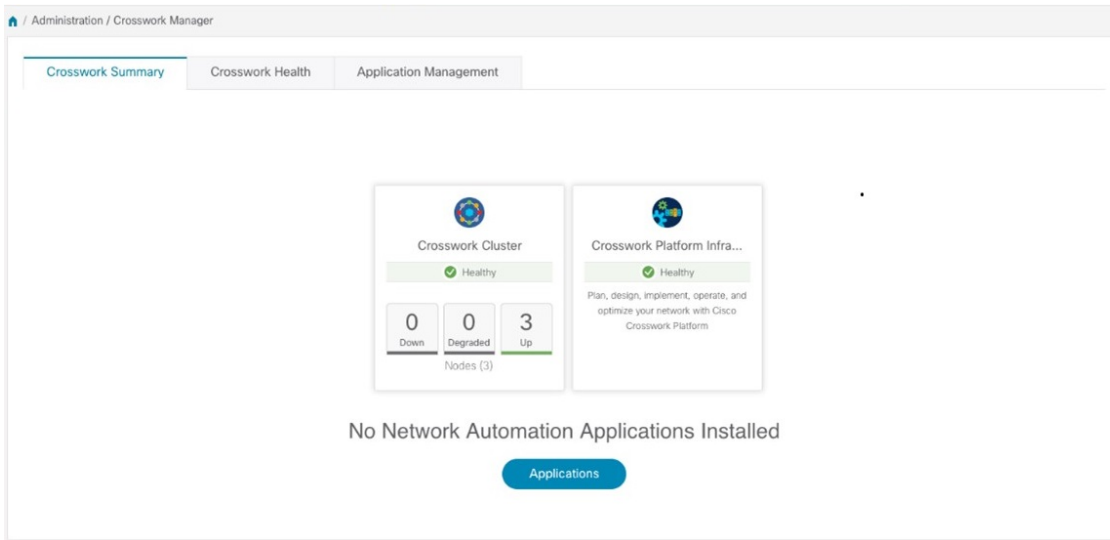 / Administration / Crosswork Manager
Crosswork Summary Crosswork Health Application Management
Crosswork Cluster
Healthy
0 0 3
Down Degraded Up
Nodes (3)
Crosswork Platform Infra...
Healthy
Plan, design, implement, operate, and
optimize your network with Cisco
Crosswork Platform
No Network Automation Applications Installed
Applications